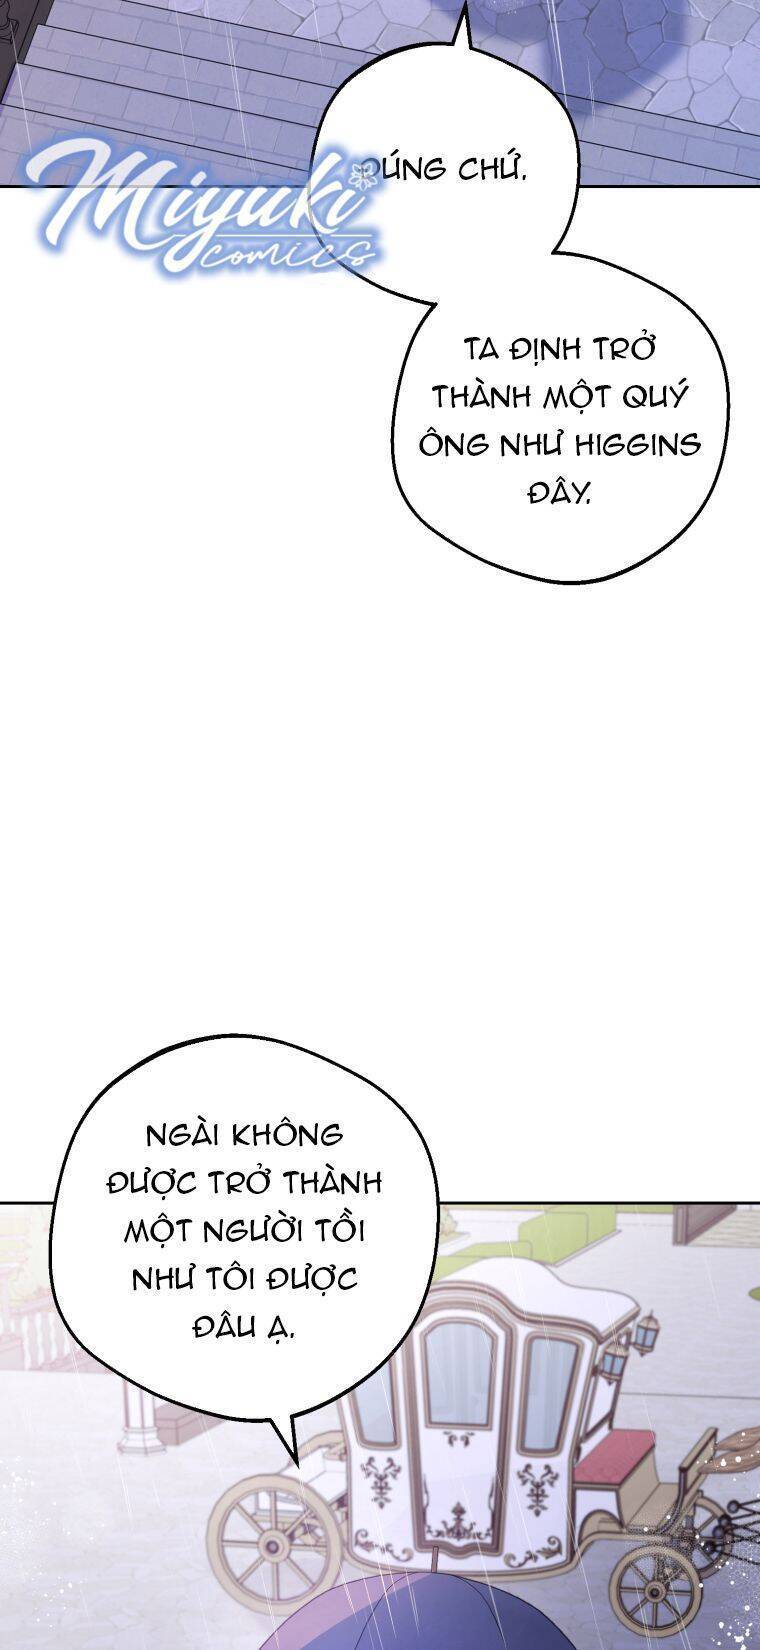 Miyuki
comics
ĐÚNG CHỨ.
TA ĐỊNH TRỞ
THÀNH MỘT QUÝ
ÔNG NHƯ HIGGINS
ĐÂY.
NGÀI KHÔNG
ĐƯỢC TRỞ THÀNH
MỘT NGƯỜI TỒI
NHƯ TÔI ĐƯỢC
ĐÂU Ạ.